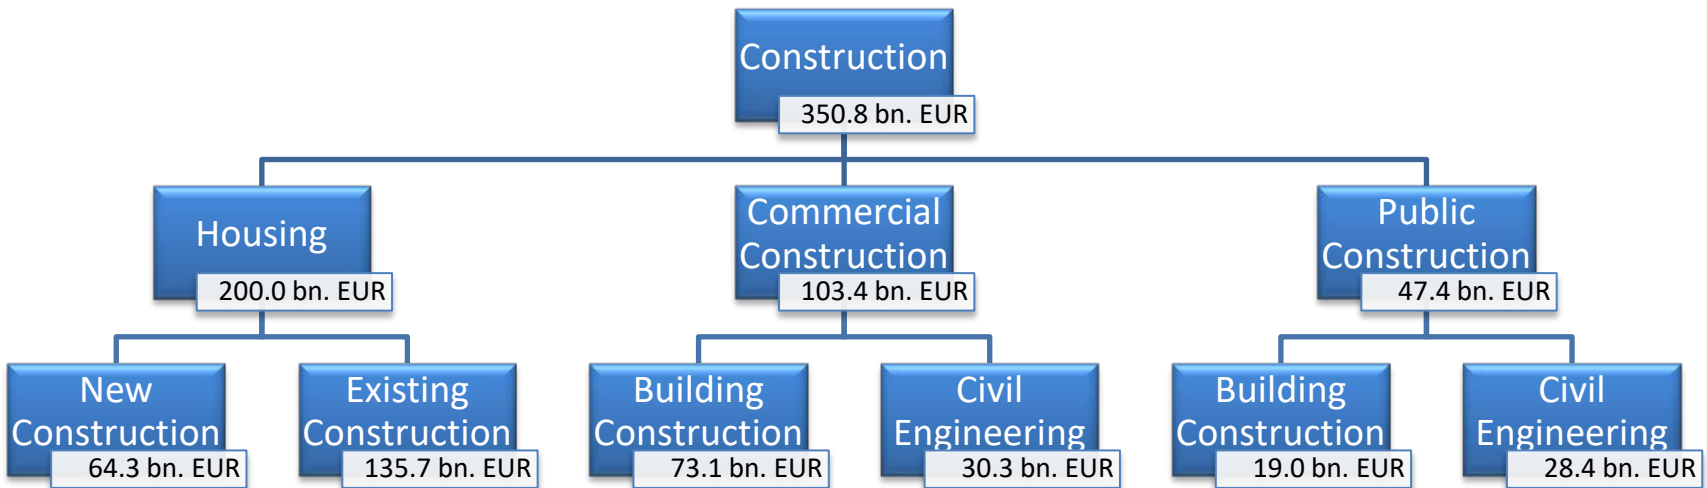 Construction
350.8 bn. EUR
Housing
200.0 bn. EUR
Commercial
Construction
103.4 bn. EUR
Public
Construction
47.4 bn. EUR
New
Construction
64.3 bn. EUR
Existing
Construction
135.7 bn. EUR
Building
Construction
73.1 bn. EUR
Civil
Engineering
30.3 bn. EUR
Building
Construction
19.0 bn. EUR
Civil
Engineering
28.4 bn. EUR